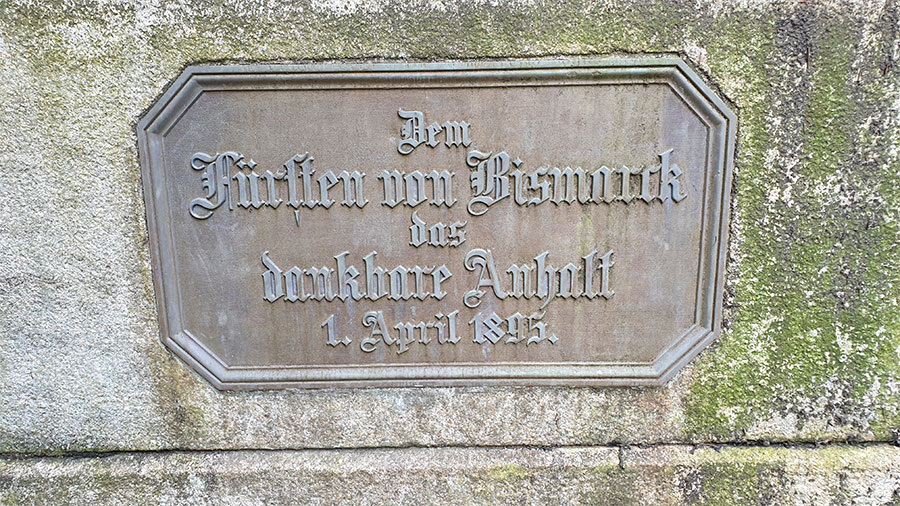 Dem
Fürsten von Bismarck
das
dankbare Anhalt
1. April 1895.